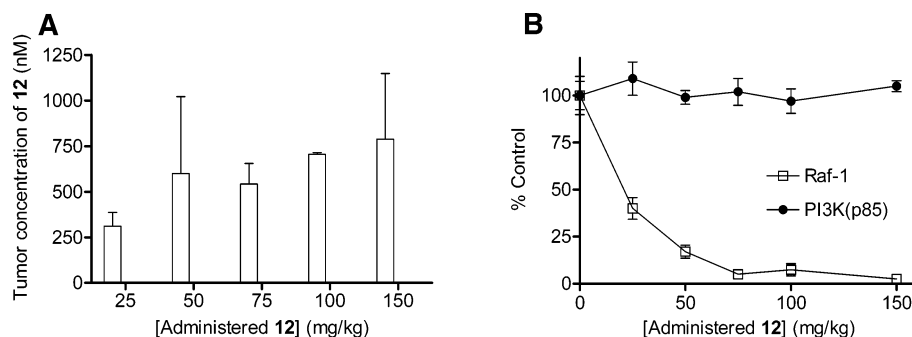 A
Tumor concentration of 12 (nM)
1250
1000
750
500
250
0
25 50 75 100 150
[Administered 12] (mg/kg)
B
% Control
100
75
50
25
0
Raf-1
PI3K(p85)
0 50 100 150
[Administered 12] (mg/kg)